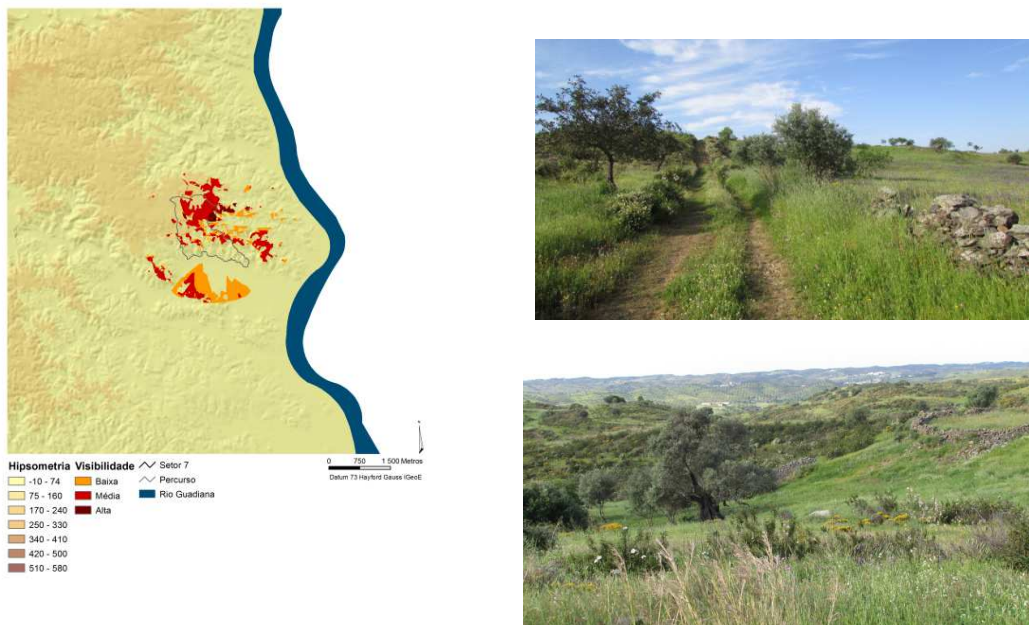 Hipsometria
-10 - 74
75 - 160
170 - 240
250 - 330
340 - 410
420 - 500
510 - 580
Visibilidade
Baixa
Média
Alta
Setor 7
Percurso
Rio Guadiana
0 750 1 500 Metros
Datum 73 Hayford Gauss IGeoE